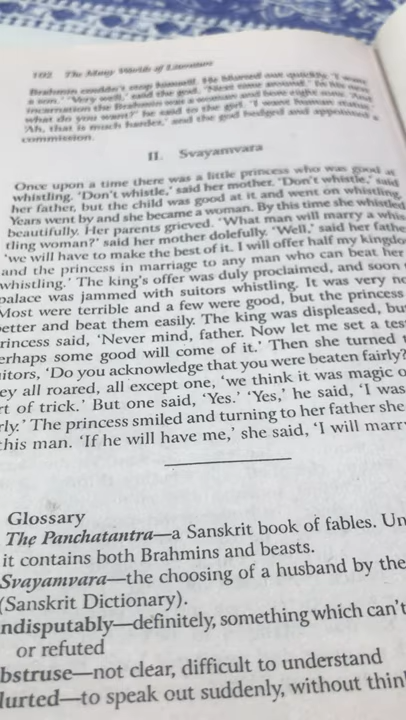 102 The Many Worlds of Literature
Brahmin couldn't stop himself. He blurted out quickly, 'I want
a son.' 'Very well,' said the god, 'Next time around.' In his next
incarnation the Brahmin was a woman and bore eight sons. And
what do you want?' he said to the girl. 'I want human status.'
'Ah, that is much harder,' and the god hedged and appointed a
commission.
II. Svayamvara
Once upon a time there was a little princess who was good at
whistling. 'Don't whistle,' said her mother. 'Don't whistle,' said
her father, but the child was good at it and went on whistling.
Years went by and she became a woman. By this time she whistled
beautifully. Her parents grieved. 'What man will marry a whis
tling woman?' said her mother dolefully. 'Well,' said her fathe
'we will have to make the best of it. I will offer half my kingdo
and the princess in marriage to any man who can beat her
whistling.' The king's offer was duly proclaimed, and soon
palace was jammed with suitors whistling. It was very no
Most were terrible and a few were good, but the princess
etter and beat them easily. The king was displeased, bu
rincess said, 'Never mind, father. Now let me set a tes
erhaps some good will come of it.' Then she turned t
itors, 'Do you acknowledge that you were beaten fairly?
ey all roared, all except one, 'we think it was magic o
rt of trick.' But one said, 'Yes.' 'Yes,' he said, 'I was
rly.' The princess smiled and turning to her father she
this man. 'If he will have me,' she said, 'I will marr
Glossary
The Panchatantra—a Sanskrit book of fables. Un
it contains both Brahmins and beasts.
Svayamvara—the choosing of a husband by the
(Sanskrit Dictionary).
ndisputably—definitely, something which can't
or refuted
bstruse—not clear, difficult to understand
lurted—to speak out suddenly, without thin